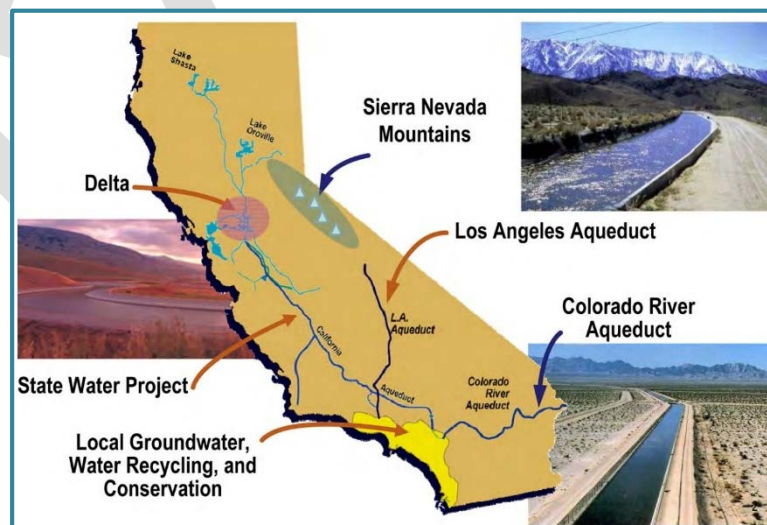 Lake
Shasta
Lake
Oroville
Sierra Nevada
Mountains
Delta
Los Angeles Aqueduct
L.A.
Aqueduct
Colorado River
Aqueduct
California
Aqueduct
State Water Project
Colorado
River
Aqueduct
Local Groundwater,
Water Recycling, and
Conservation